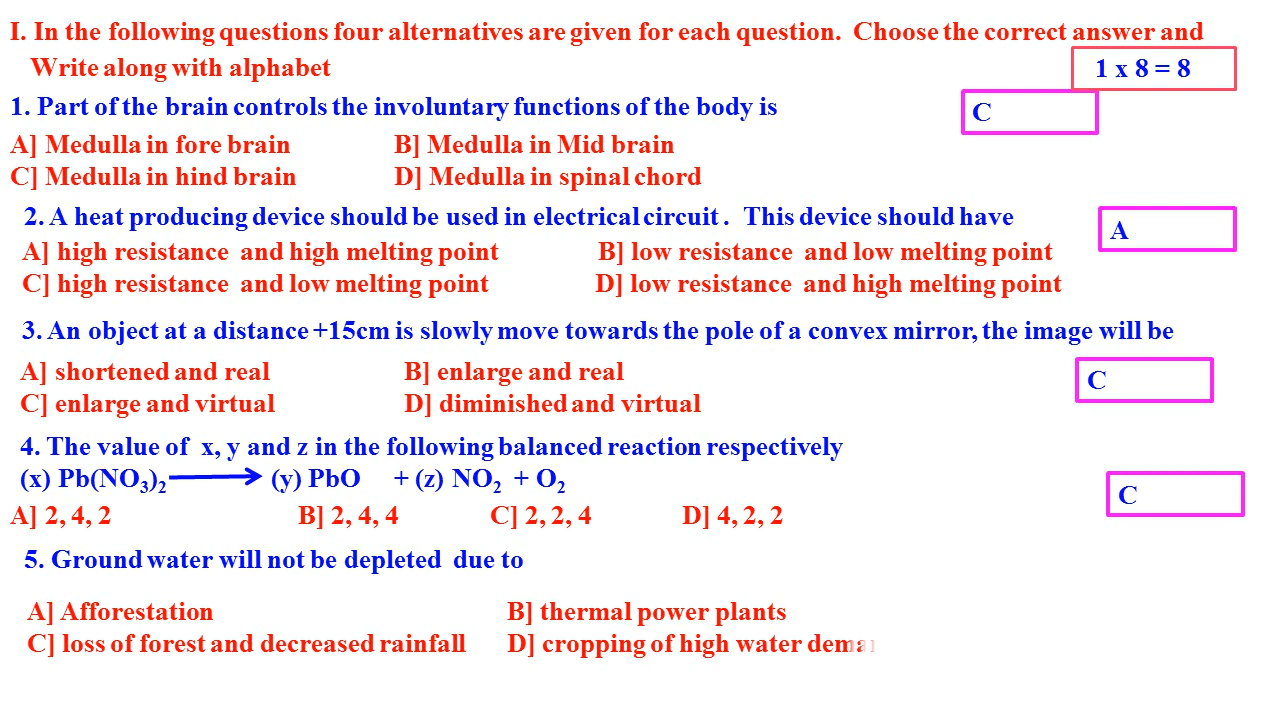 I. In the following questions four alternatives are given for each question. Choose the correct answer and
Write along with alphabet
1 x 8 = 8
1. Part of the brain controls the involuntary functions of the body is
C
A] Medulla in fore brain B] Medulla in Mid brain
C] Medulla in hind brain D] Medulla in spinal chord
2. A heat producing device should be used in electrical circuit . This device should have
A
A] high resistance and high melting point B] low resistance and low melting point
C] high resistance and low melting point D] low resistance and high melting point
3. An object at a distance +15cm is slowly move towards the pole of a convex mirror, the image will be
A] shortened and real B] enlarge and real
C
C] enlarge and virtual D] diminished and virtual
4. The value of x, y and z in the following balanced reaction respectively
(x) Pb(NO₃)₂ ⟶ (y) PbO + (z) NO₂ + O₂
C
A] 2, 4, 2 B] 2, 4, 4 C] 2, 2, 4 D] 4, 2, 2
5. Ground water will not be depleted due to
A] Afforestation B] thermal power plants
C] loss of forest and decreased rainfall D] cropping of high water